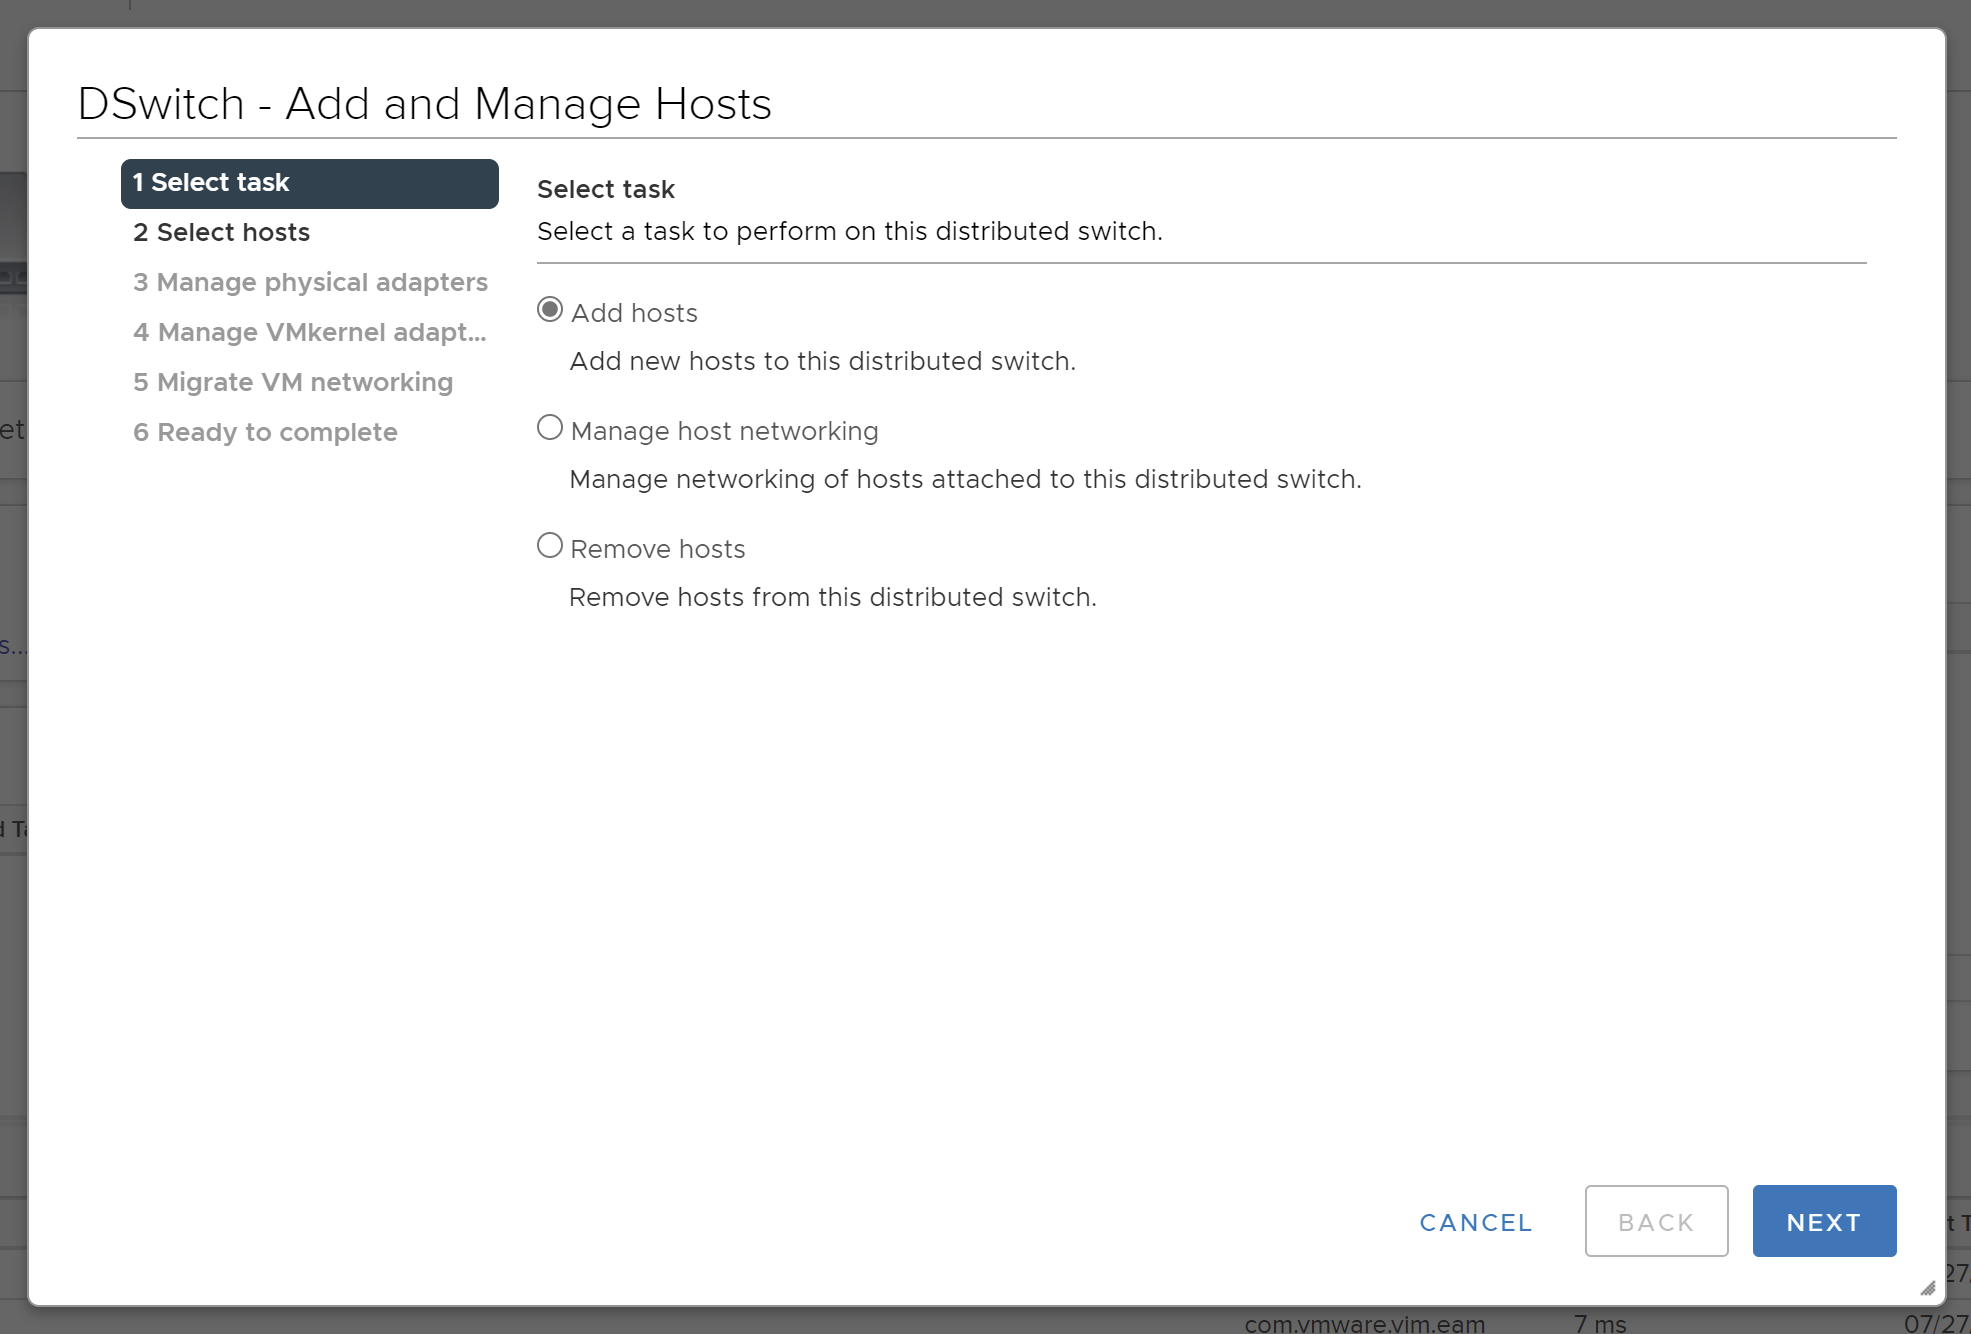 DSwitch - Add and Manage Hosts
1 Select task
2 Select hosts
3 Manage physical adapters
4 Manage VMkernel adapt...
5 Migrate VM networking
6 Ready to complete
Select task
Select a task to perform on this distributed switch.
Add hosts
Add new hosts to this distributed switch.
Manage host networking
Manage networking of hosts attached to this distributed switch.
Remove hosts
Remove hosts from this distributed switch.
CANCEL
BACK
NEXT
com.vmware.vim.eam
7 ms
07/27